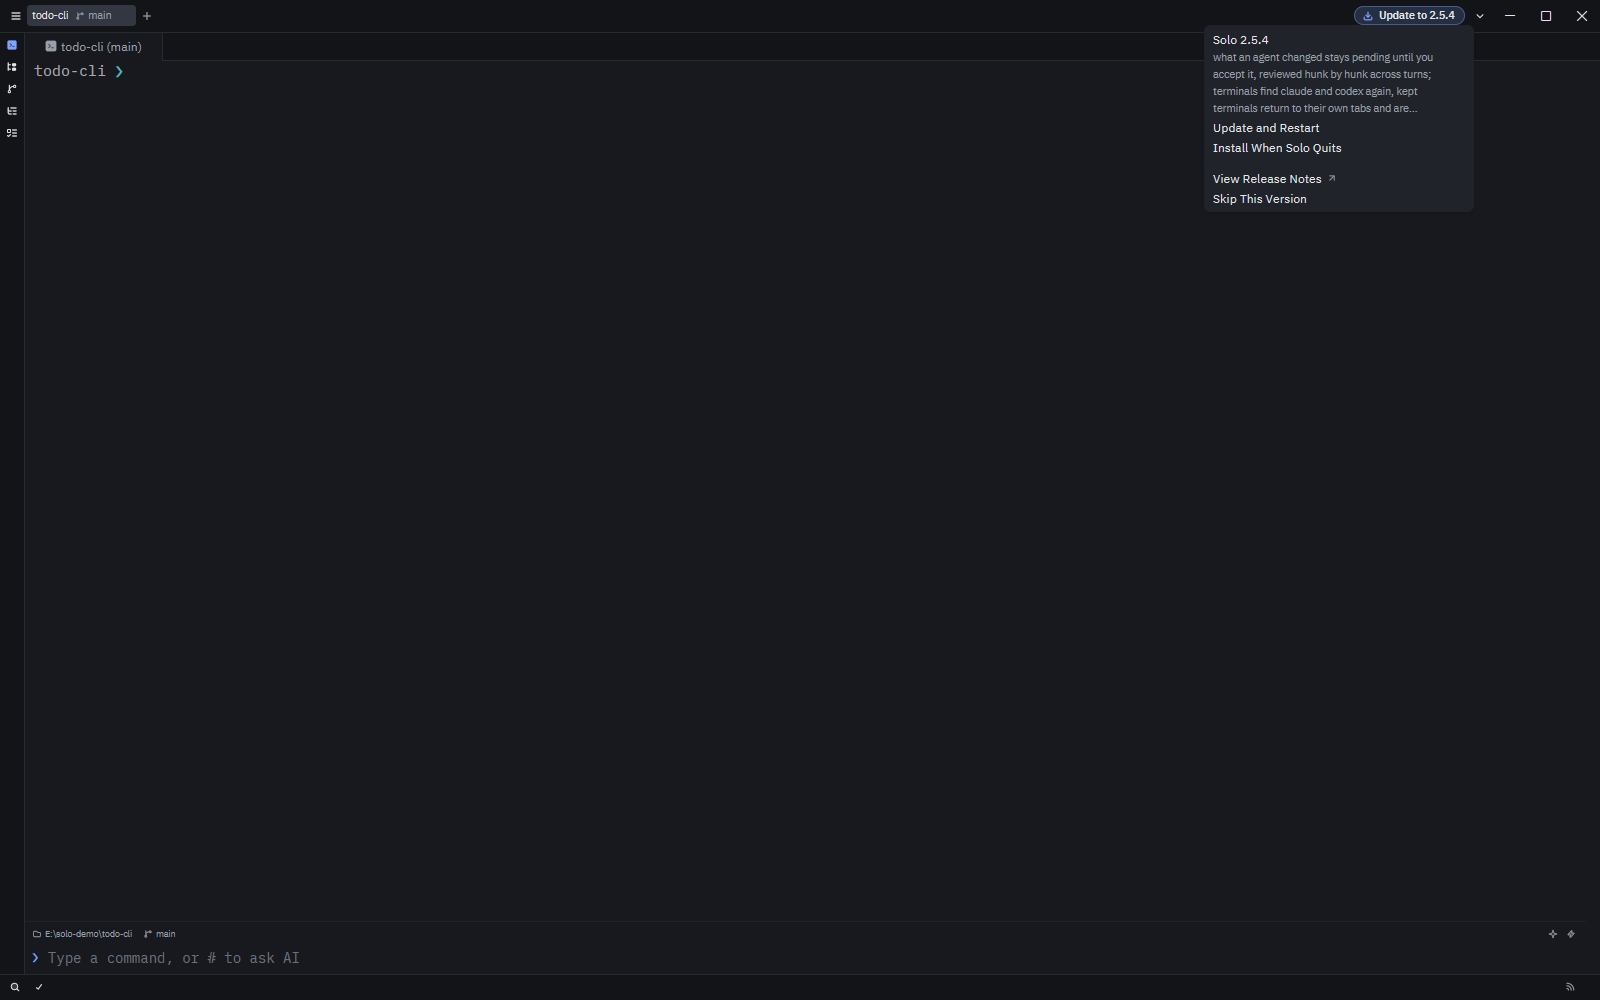 todo-cli main
Update to 2.5.4
todo-cli (main)
todo-cli ❯
Solo 2.5.4
what an agent changed stays pending until you
accept it, reviewed hunk by hunk across turns;
terminals find claude and codex again, kept
terminals return to their own tabs and are...
Update and Restart
Install When Solo Quits
View Release Notes ↗
Skip This Version
E:\solo-demo\todo-cli main
❯ Type a command, or # to ask AI